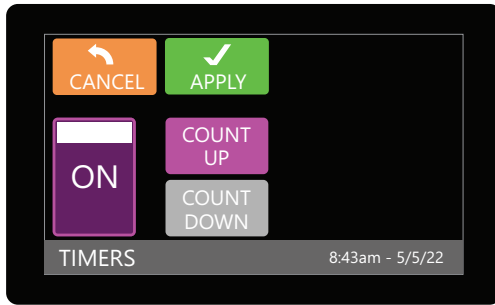 CANCEL
APPLY
ON
COUNT
UP
COUNT
DOWN
TIMERS
8:43am - 5/5/22